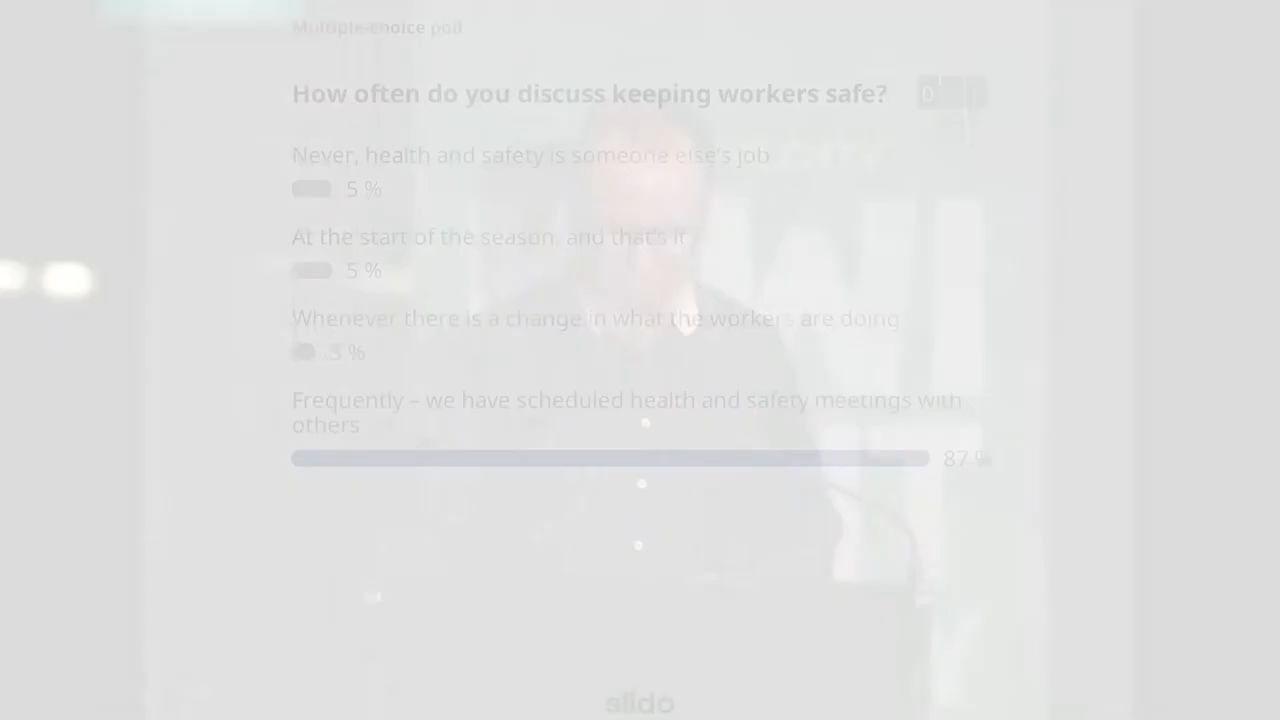 Multiple-choice poll
How often do you discuss keeping workers safe?
0
Never, health and safety is someone else's job
5 %
At the start of the season, and that's it
5 %
Whenever there is a change in what the workers are doing
3 %
Frequently – we have scheduled health and safety meetings with
others
87 %
slido